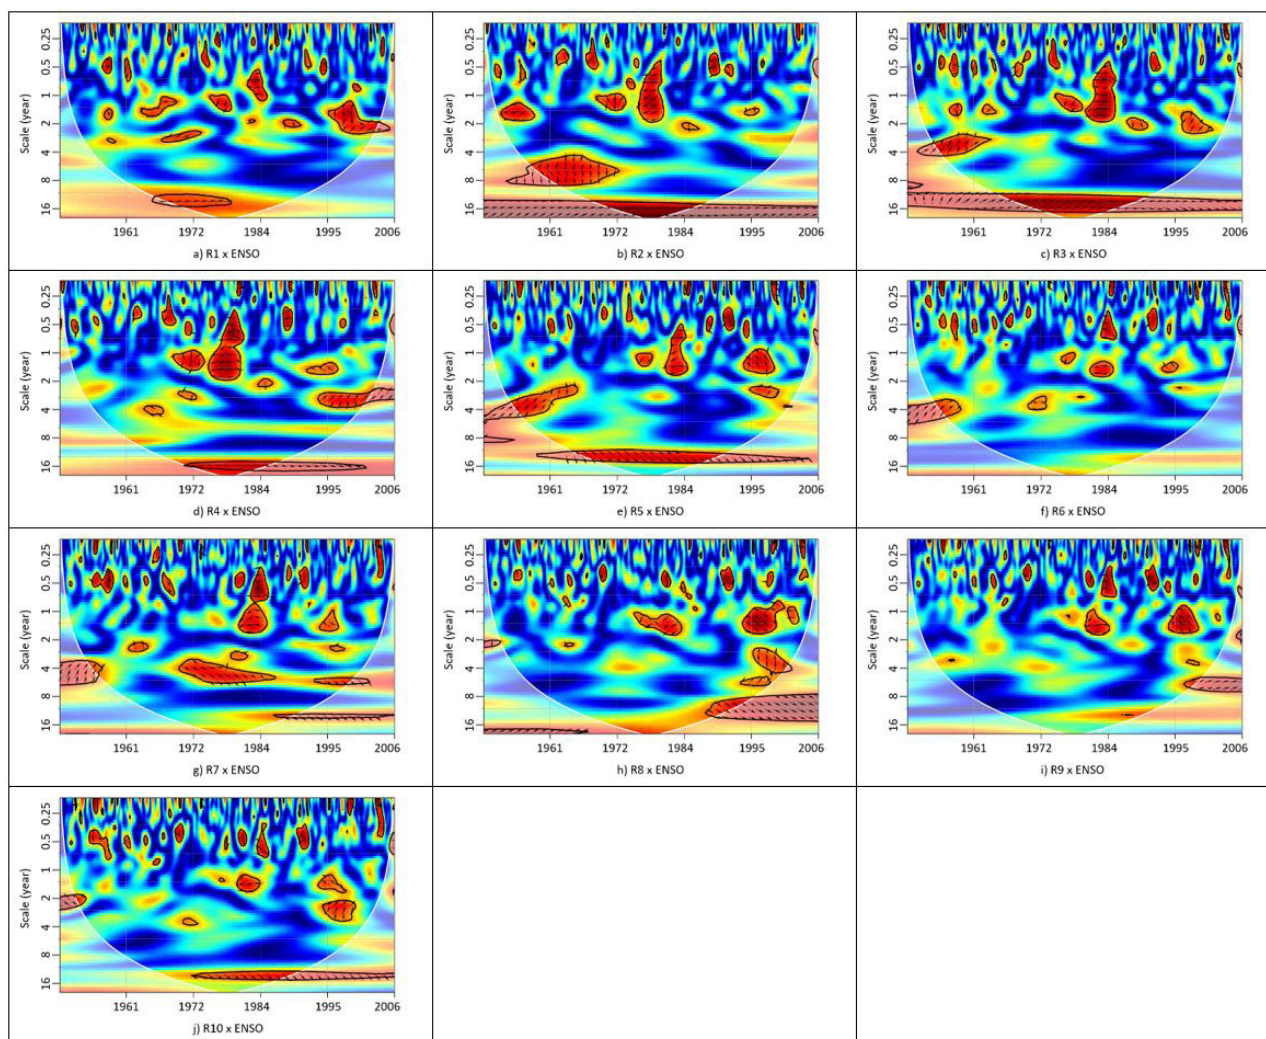 Scale (year)
0.25
0.5
1
2
4
8
16
1961 1972 1984 1995 2006
a) R1 x ENSO
Scale (year)
0.25
0.5
1
2
4
8
16
1961 1972 1984 1995 2006
b) R2 x ENSO
Scale (year)
0.25
0.5
1
2
4
8
16
1961 1972 1984 1995 2006
c) R3 x ENSO
Scale (year)
0.25
0.5
1
2
4
8
16
1961 1972 1984 1995 2006
d) R4 x ENSO
Scale (year)
0.25
0.5
1
2
4
8
16
1961 1972 1984 1995 2006
e) R5 x ENSO
Scale (year)
0.25
0.5
1
2
4
8
16
1961 1972 1984 1995 2006
f) R6 x ENSO
Scale (year)
0.25
0.5
1
2
4
8
16
1961 1972 1984 1995 2006
g) R7 x ENSO
Scale (year)
0.25
0.5
1
2
4
8
16
1961 1972 1984 1995 2006
h) R8 x ENSO
Scale (year)
0.25
0.5
1
2
4
8
16
1961 1972 1984 1995 2006
i) R9 x ENSO
Scale (year)
0.25
0.5
1
2
4
8
16
1961 1972 1984 1995 2006
j) R10 x ENSO